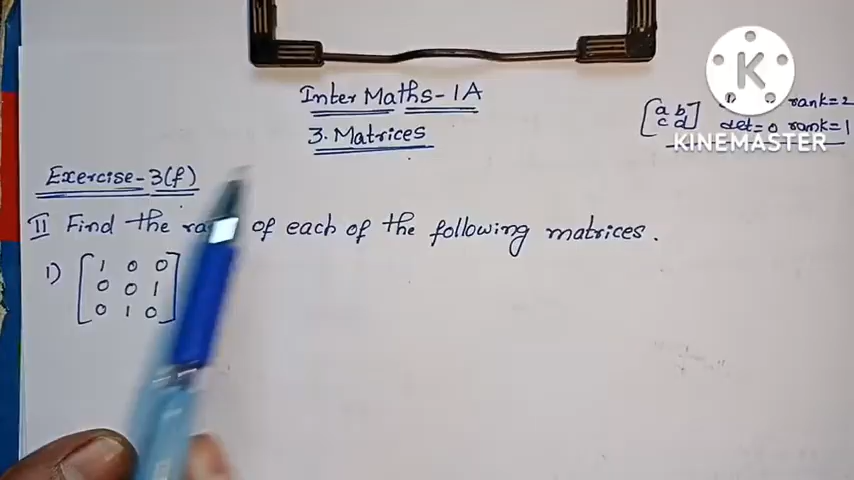 Inter Maths-1A
3. Matrices
[a b rank=2
c d] det=0 rank=1
K
KINEMASTER
Exercise-3(f)
II Find the of each of the following matrices.
1) [1 0 0
0 0 1
0 1 0]